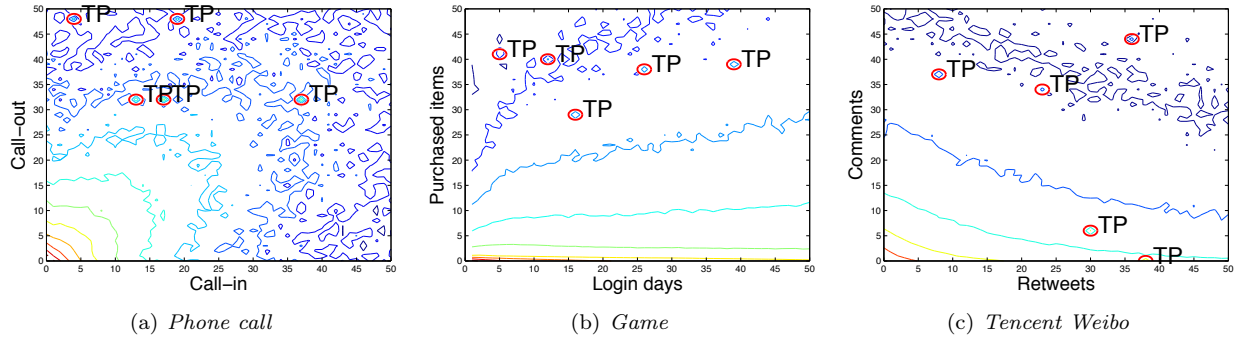 50
45
40
35
30
25
20
15
10
5
0
Call-out
TP
TP
TP
TP
TP
0 5 10 15 20 25 30 35 40 45 50
Call-in
(a) Phone call
50
45
40
35
30
25
20
15
10
5
0
Purchased items
TP
TP
TP
TP
TP
0 5 10 15 20 25 30 35 40 45 50
Login days
(b) Game
50
45
40
35
30
25
20
15
10
5
0
Comments
TP
TP
TP
TP
TP
0 5 10 15 20 25 30 35 40 45 50
Retweets
(c) Tencent Weibo